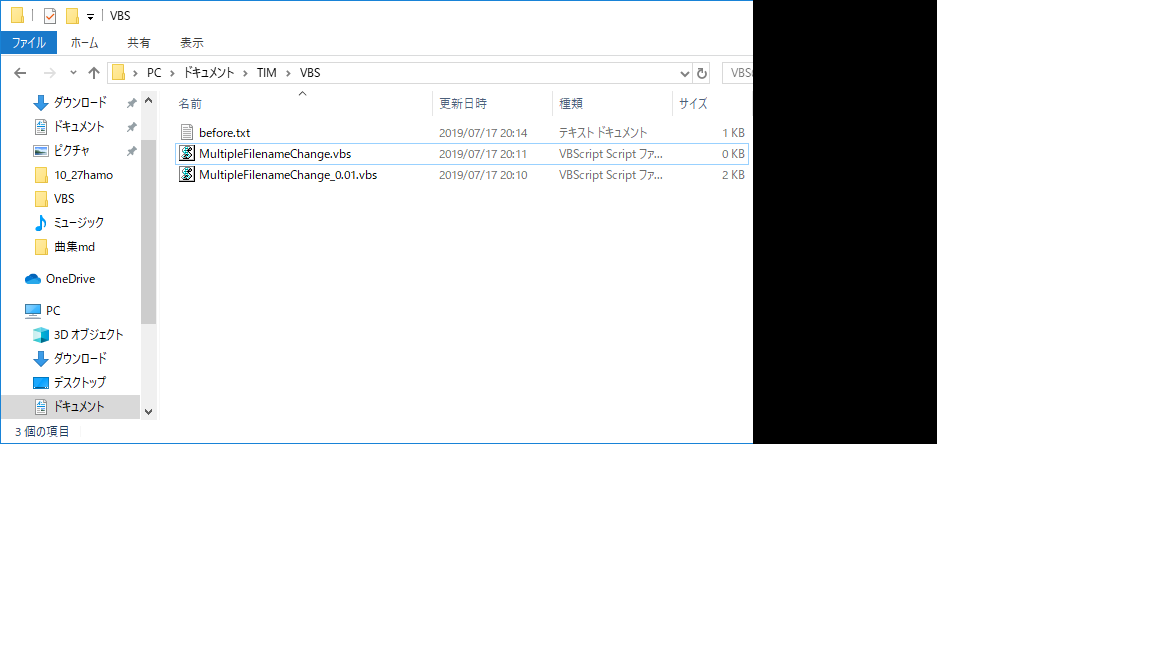 VBS
ファイル ホーム 共有 表示
PC ドキュメント TIM VBS
ダウンロード
ドキュメント
ピクチャ
10_27hamo
VBS
ミュージック
曲集md
OneDrive
PC
3D オブジェクト
ダウンロード
デスクトップ
ドキュメント
名前 更新日時 種類 サイズ
before.txt 2019/07/17 20:14 テキスト ドキュメント 1 KB
MultipleFilenameChange.vbs 2019/07/17 20:11 VBScript Script ファ... 0 KB
MultipleFilenameChange_0.01.vbs 2019/07/17 20:10 VBScript Script ファ... 2 KB
3 個の項目